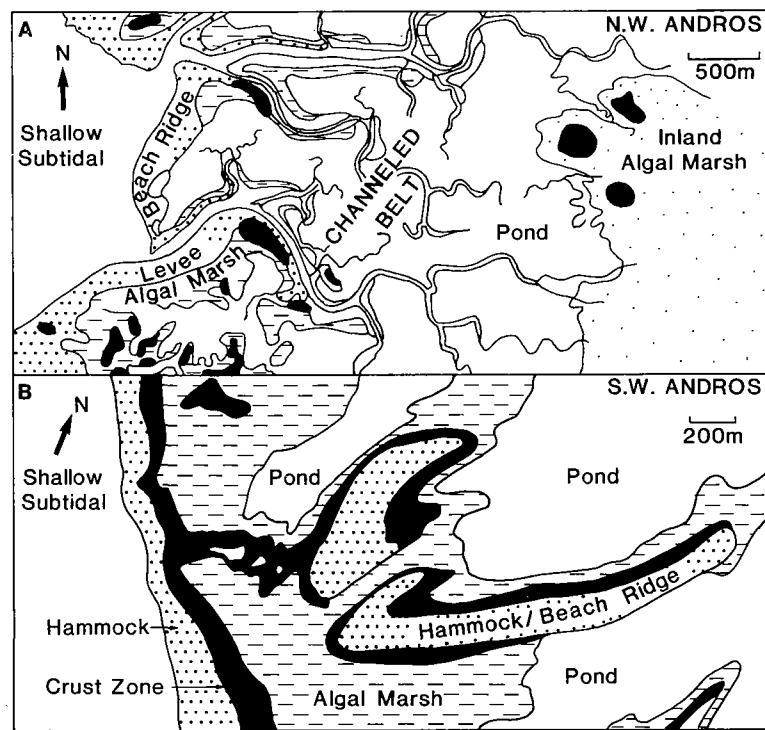 A
N.W. ANDROS
N
500m
Shallow
Subtidal
Beach Ridge
Inland
Algal Marsh
CHANNELED
BELT
Pond
Levee
Algal Marsh
B
S.W. ANDROS
N
200m
Shallow
Subtidal
Pond
Pond
Hammock/Beach Ridge
Hammock
Crust Zone
Algal Marsh
Pond